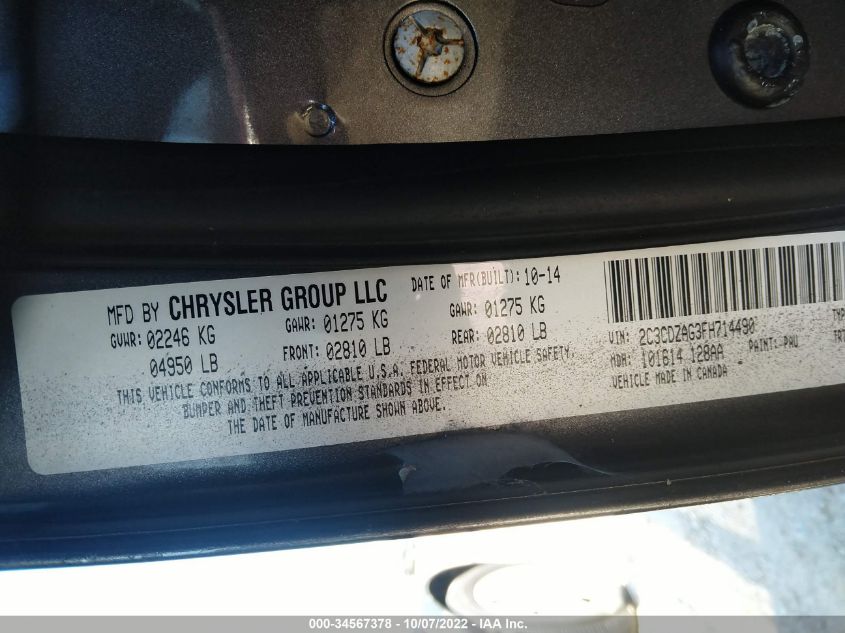 MFD BY CHRYSLER GROUP LLC
DATE OF MFR(BUILT): 10-14
GVWR: 02246 KG
GAWR: 01275 KG
GAWR: 01275 KG
04950 LB
FRONT: 02810 LB
REAR: 02810 LB
THIS VEHICLE CONFORMS TO ALL APPLICABLE U.S.A. FEDERAL MOTOR VEHICLE SAFETY,
BUMPER AND THEFT PREVENTION STANDARDS IN EFFECT ON
THE DATE OF MANUFACTURE SHOWN ABOVE.
VIN: 2C3CDZAG3FH714490
TYP
MDH: 101614 128AA
PAINT: PAU
TRI
VEHICLE MADE IN CANADA
000-34567378 - 10/07/2022 - IAA Inc.